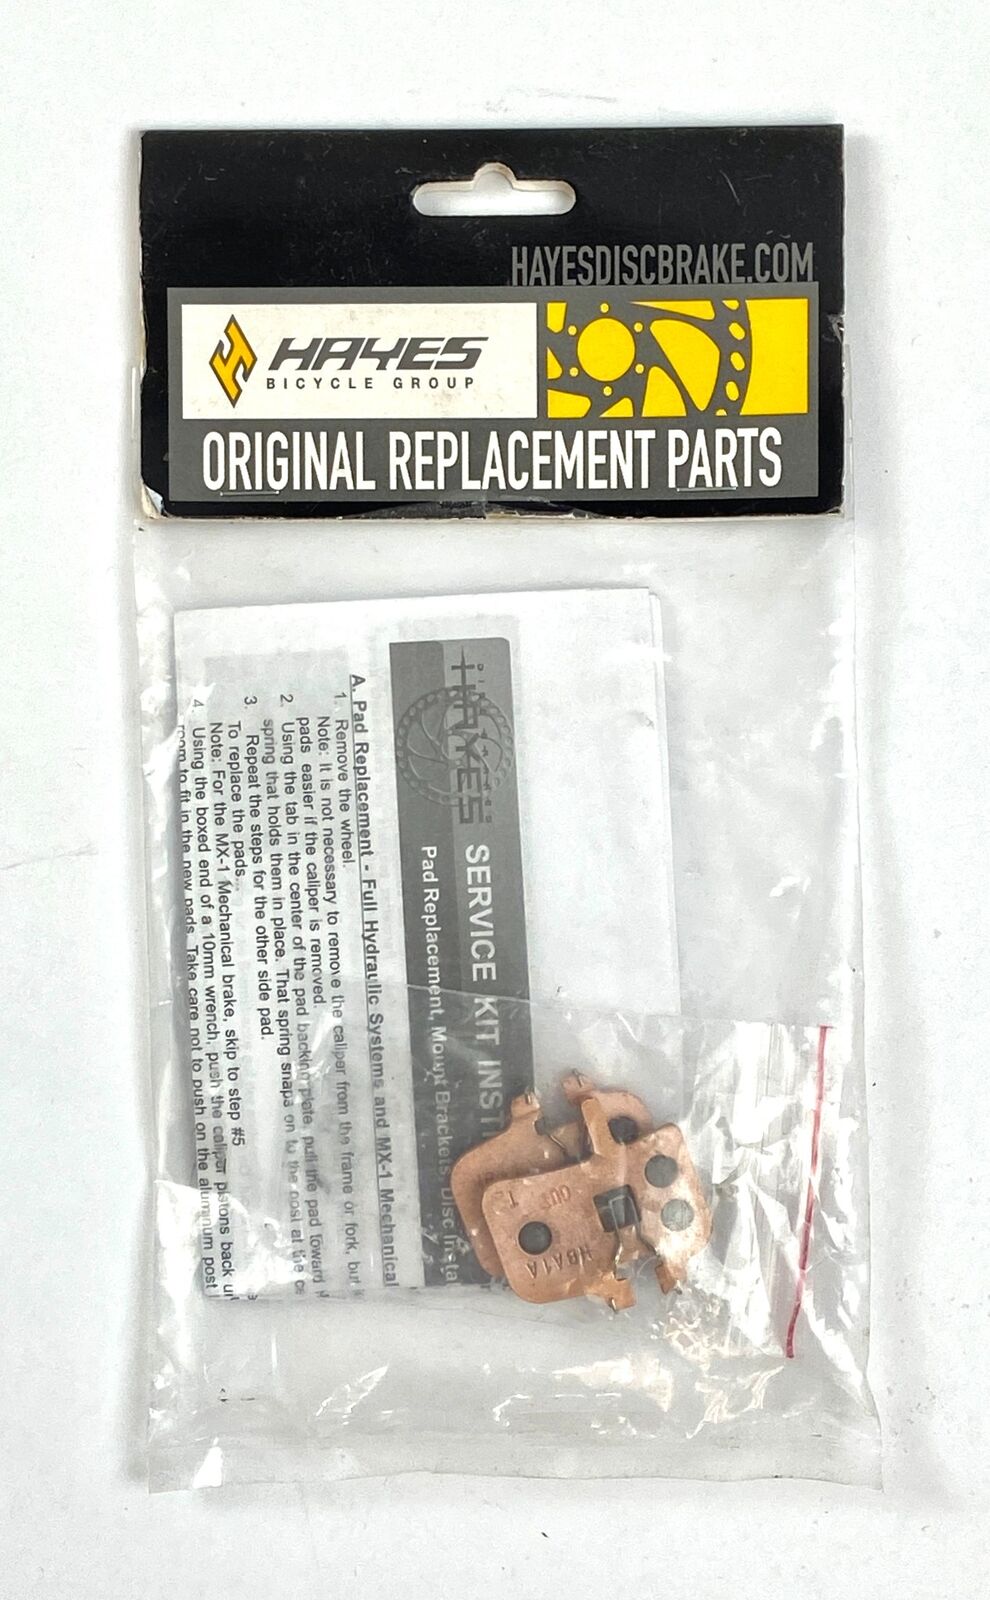 HAYESDISCBRAKE.COM
HAYES
BICYCLE GROUP
ORIGINAL REPLACEMENT PARTS
HAYES
SERVICE KIT INST
Pad Replacement, Mount Brackets, Disc Insta
A. Pad Replacement - Full Hydraulic Systems and MX-1 Mechanical
1. Remove the wheel.
Note: It is not necessary to remove the caliper from the frame or fork, but
pads easier if the caliper is removed.
2. Using the tab in the center of the pad backing plate, pull the pad toward
spring that holds them in place. That spring snaps on to the post at the ce
3. Repeat the steps for the other side pad.
To replace the pads...
Note: For the MX-1 Mechanical brake, skip to step #5
4. Using the boxed end of a 10mm wrench, push the caliper pistons back un
room to fit in the new pads. Take care not to push on the aluminum post
OUT
HBA1A